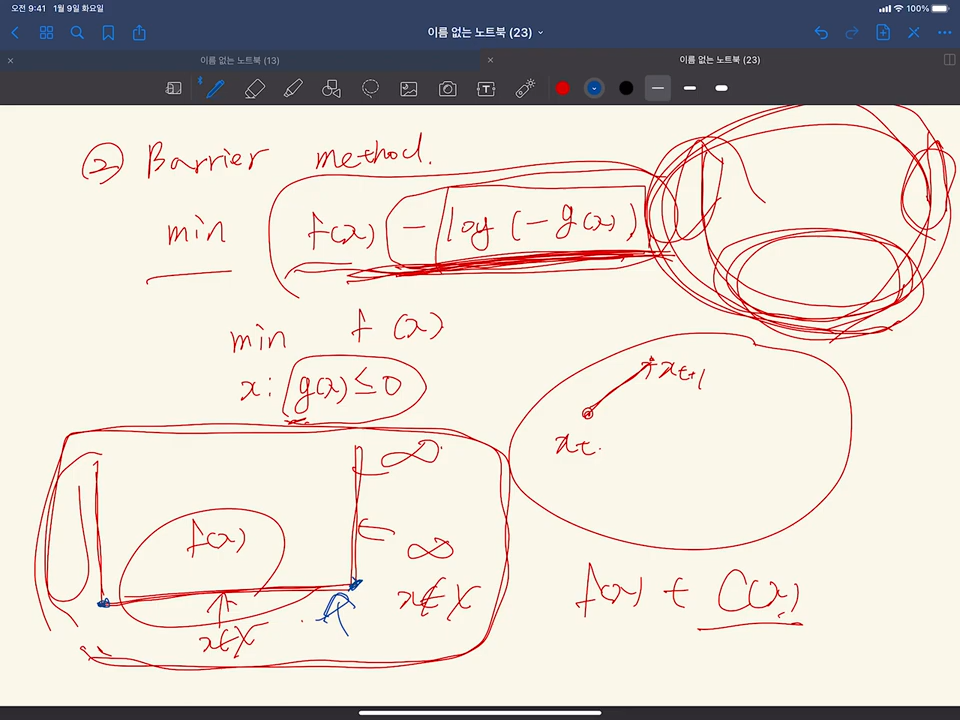 오전 9:41 1월 9일 화요일
100%
이름 없는 노트북 (23)
이름 없는 노트북 (13)
이름 없는 노트북 (23)
② Barrier method.
min f(x) - log (-g(x))
min f(x)
x: g(x) ≤ 0
x_{t+1}
x_t.
∞
f(x)
∞
x∉X
x∈X
f(x) + C(x)